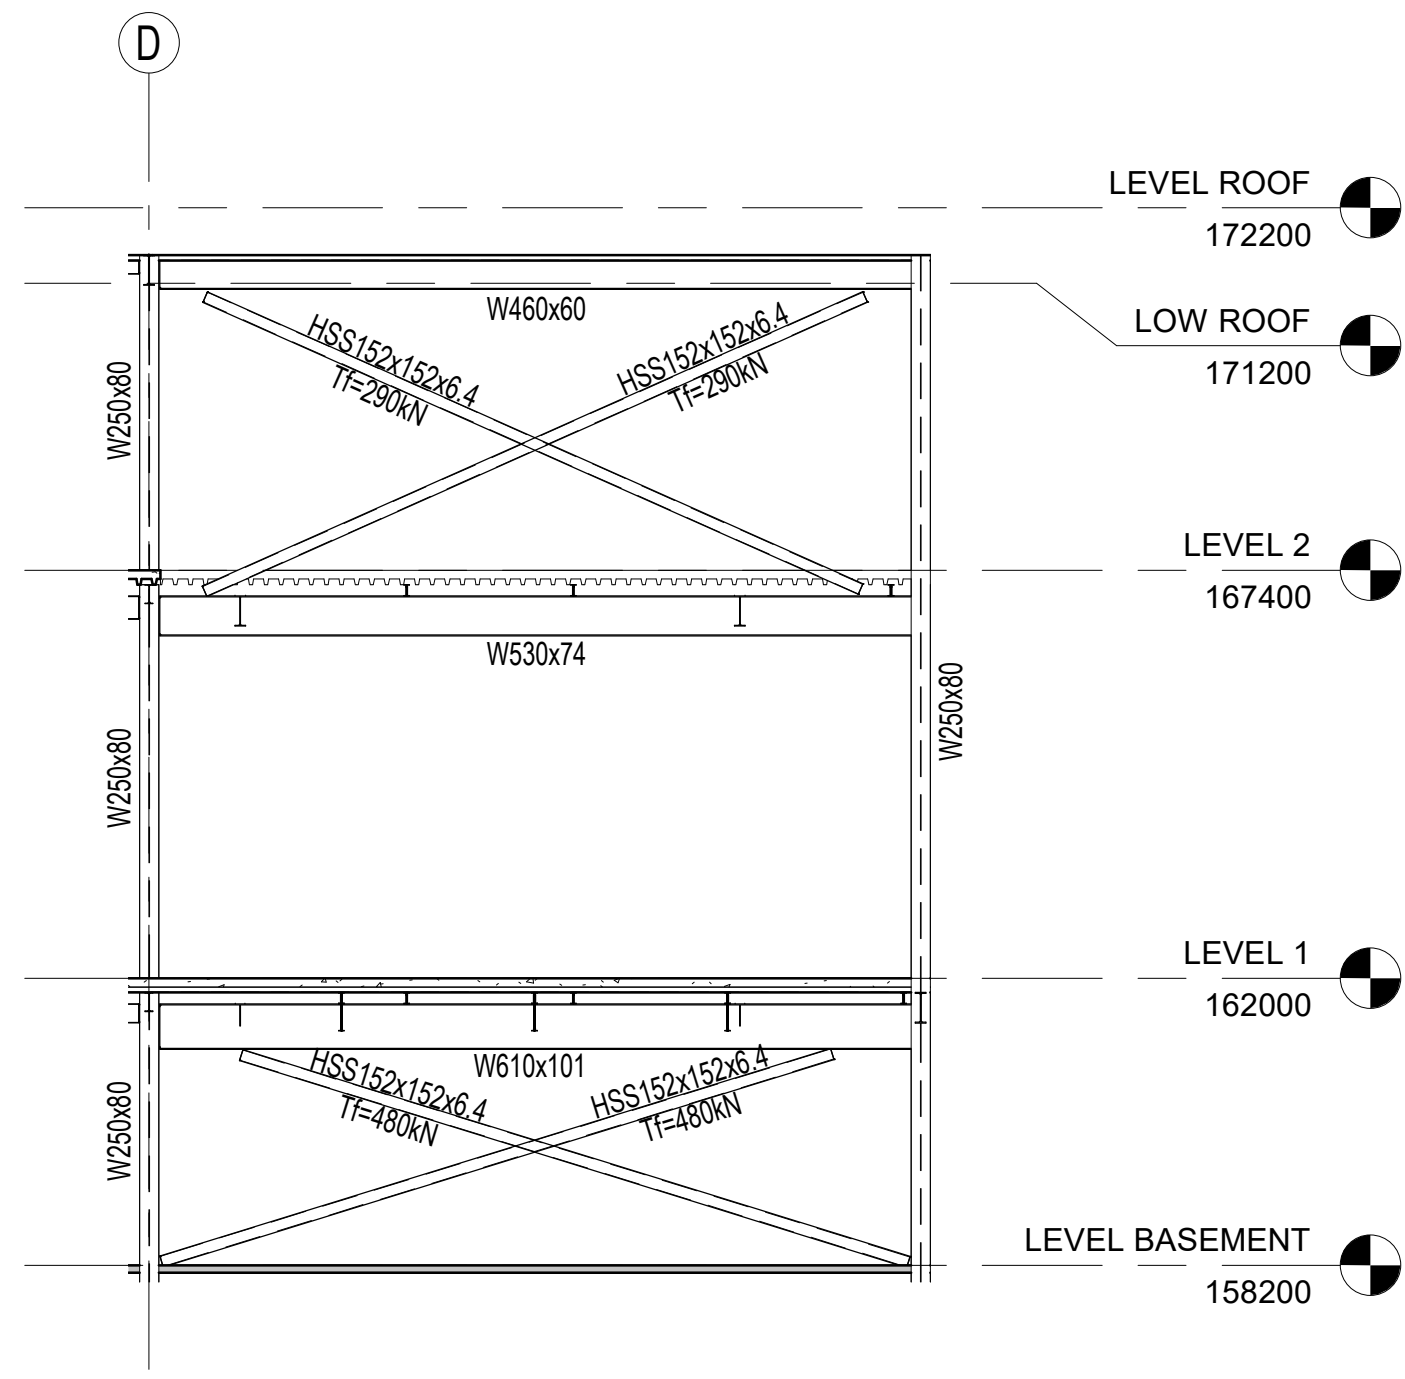 D
LEVEL ROOF
172200
LOW ROOF
171200
W460x60
HSS152x152x6.4
Tf=290kN
HSS152x152x6.4
Tf=290kN
W250x80
LEVEL 2
167400
W530x74
W250x80
W250x80
LEVEL 1
162000
W610x101
HSS152x152x6.4
Tf=480kN
HSS152x152x6.4
Tf=480kN
W250x80
LEVEL BASEMENT
158200